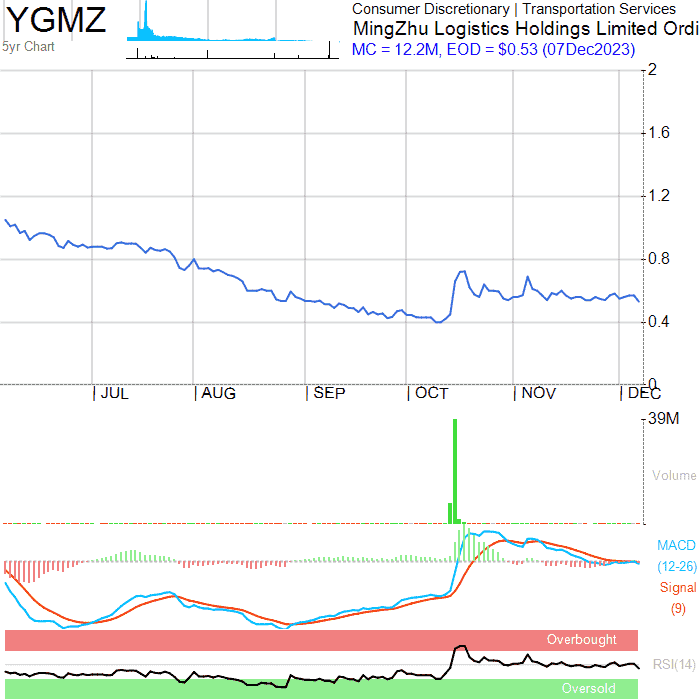 YGMZ
5yr Chart
Consumer Discretionary | Transportation Services
MingZhu Logistics Holdings Limited Ordi
MC = 12.2M, EOD = $0.53 (07Dec2023)
2
1.6
1.2
0.8
0.4
0
JUL
AUG
SEP
OCT
NOV
DEC
39M
Volume
MACD
(12-26)
Signal
(9)
Overbought
RSI(14)
Oversold